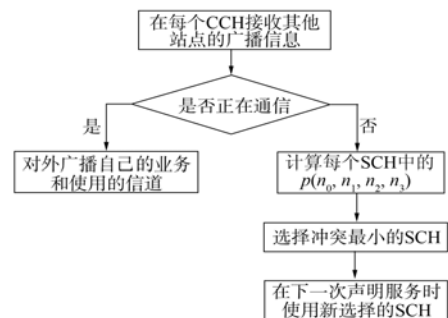 在每个CCH接收其他
站点的广播信息
是否正在通信
是
否
对外广播自己的业务
和使用的信道
计算每个SCH中的
p(n₀, n₁, n₂, n₃)
选择冲突最小的SCH
在下一次声明服务时
使用新选择的SCH